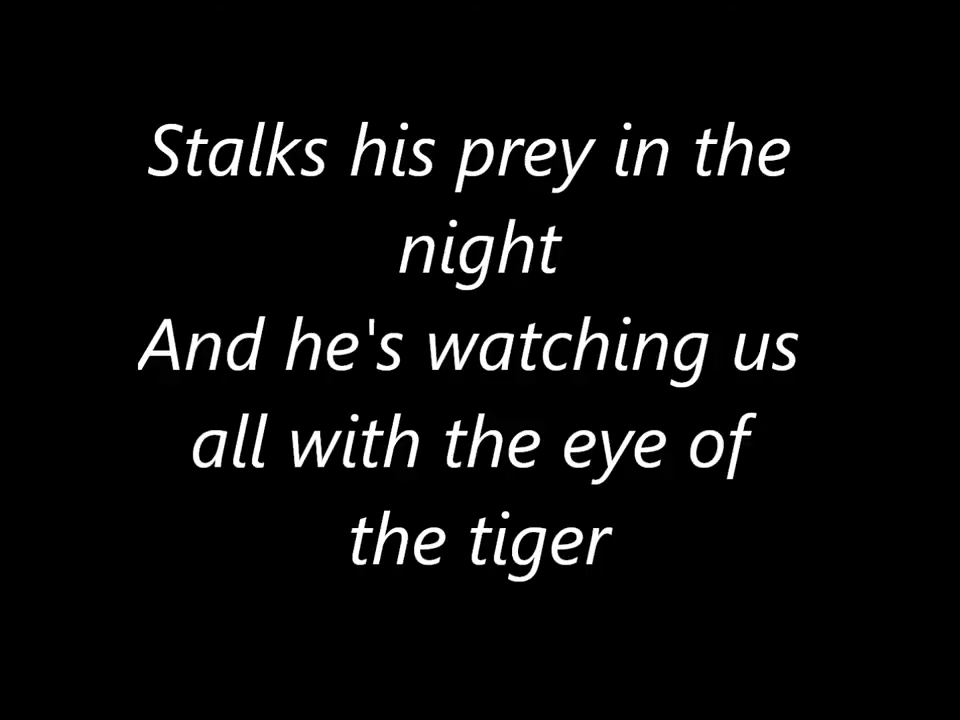 Stalks his prey in the
night
And he's watching us
all with the eye of
the tiger